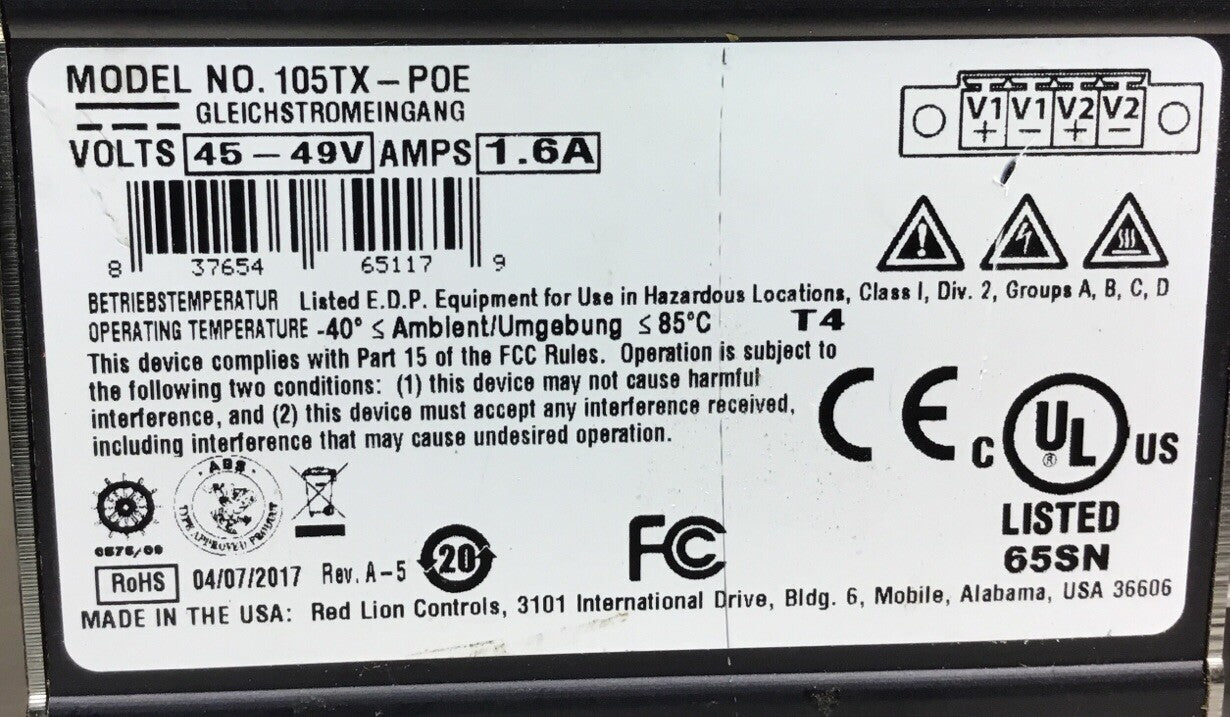 MODEL NO. 105TX-POE
GLEICHSTROMEINGANG
VOLTS 45 - 49V AMPS 1.6A
V1 V1 V2 V2
+ - + -
8 37654 65117 9
BETRIEBSTEMPERATUR Listed E.D.P. Equipment for Use in Hazardous Locations, Class I, Div. 2, Groups A, B, C, D
OPERATING TEMPERATURE -40° ≤ Ambient/Umgebung ≤ 85°C T4
This device complies with Part 15 of the FCC Rules. Operation is subject to
the following two conditions: (1) this device may not cause harmful
interference, and (2) this device must accept any interference received,
including interference that may cause undesired operation.
CE
C UL® US
LISTED
65SN
ABS
TYPE APPROVED PRODUCT
0575/09
RoHS 04/07/2017 Rev. A-5 20 FC
MADE IN THE USA: Red Lion Controls, 3101 International Drive, Bldg. 6, Mobile, Alabama, USA 36606